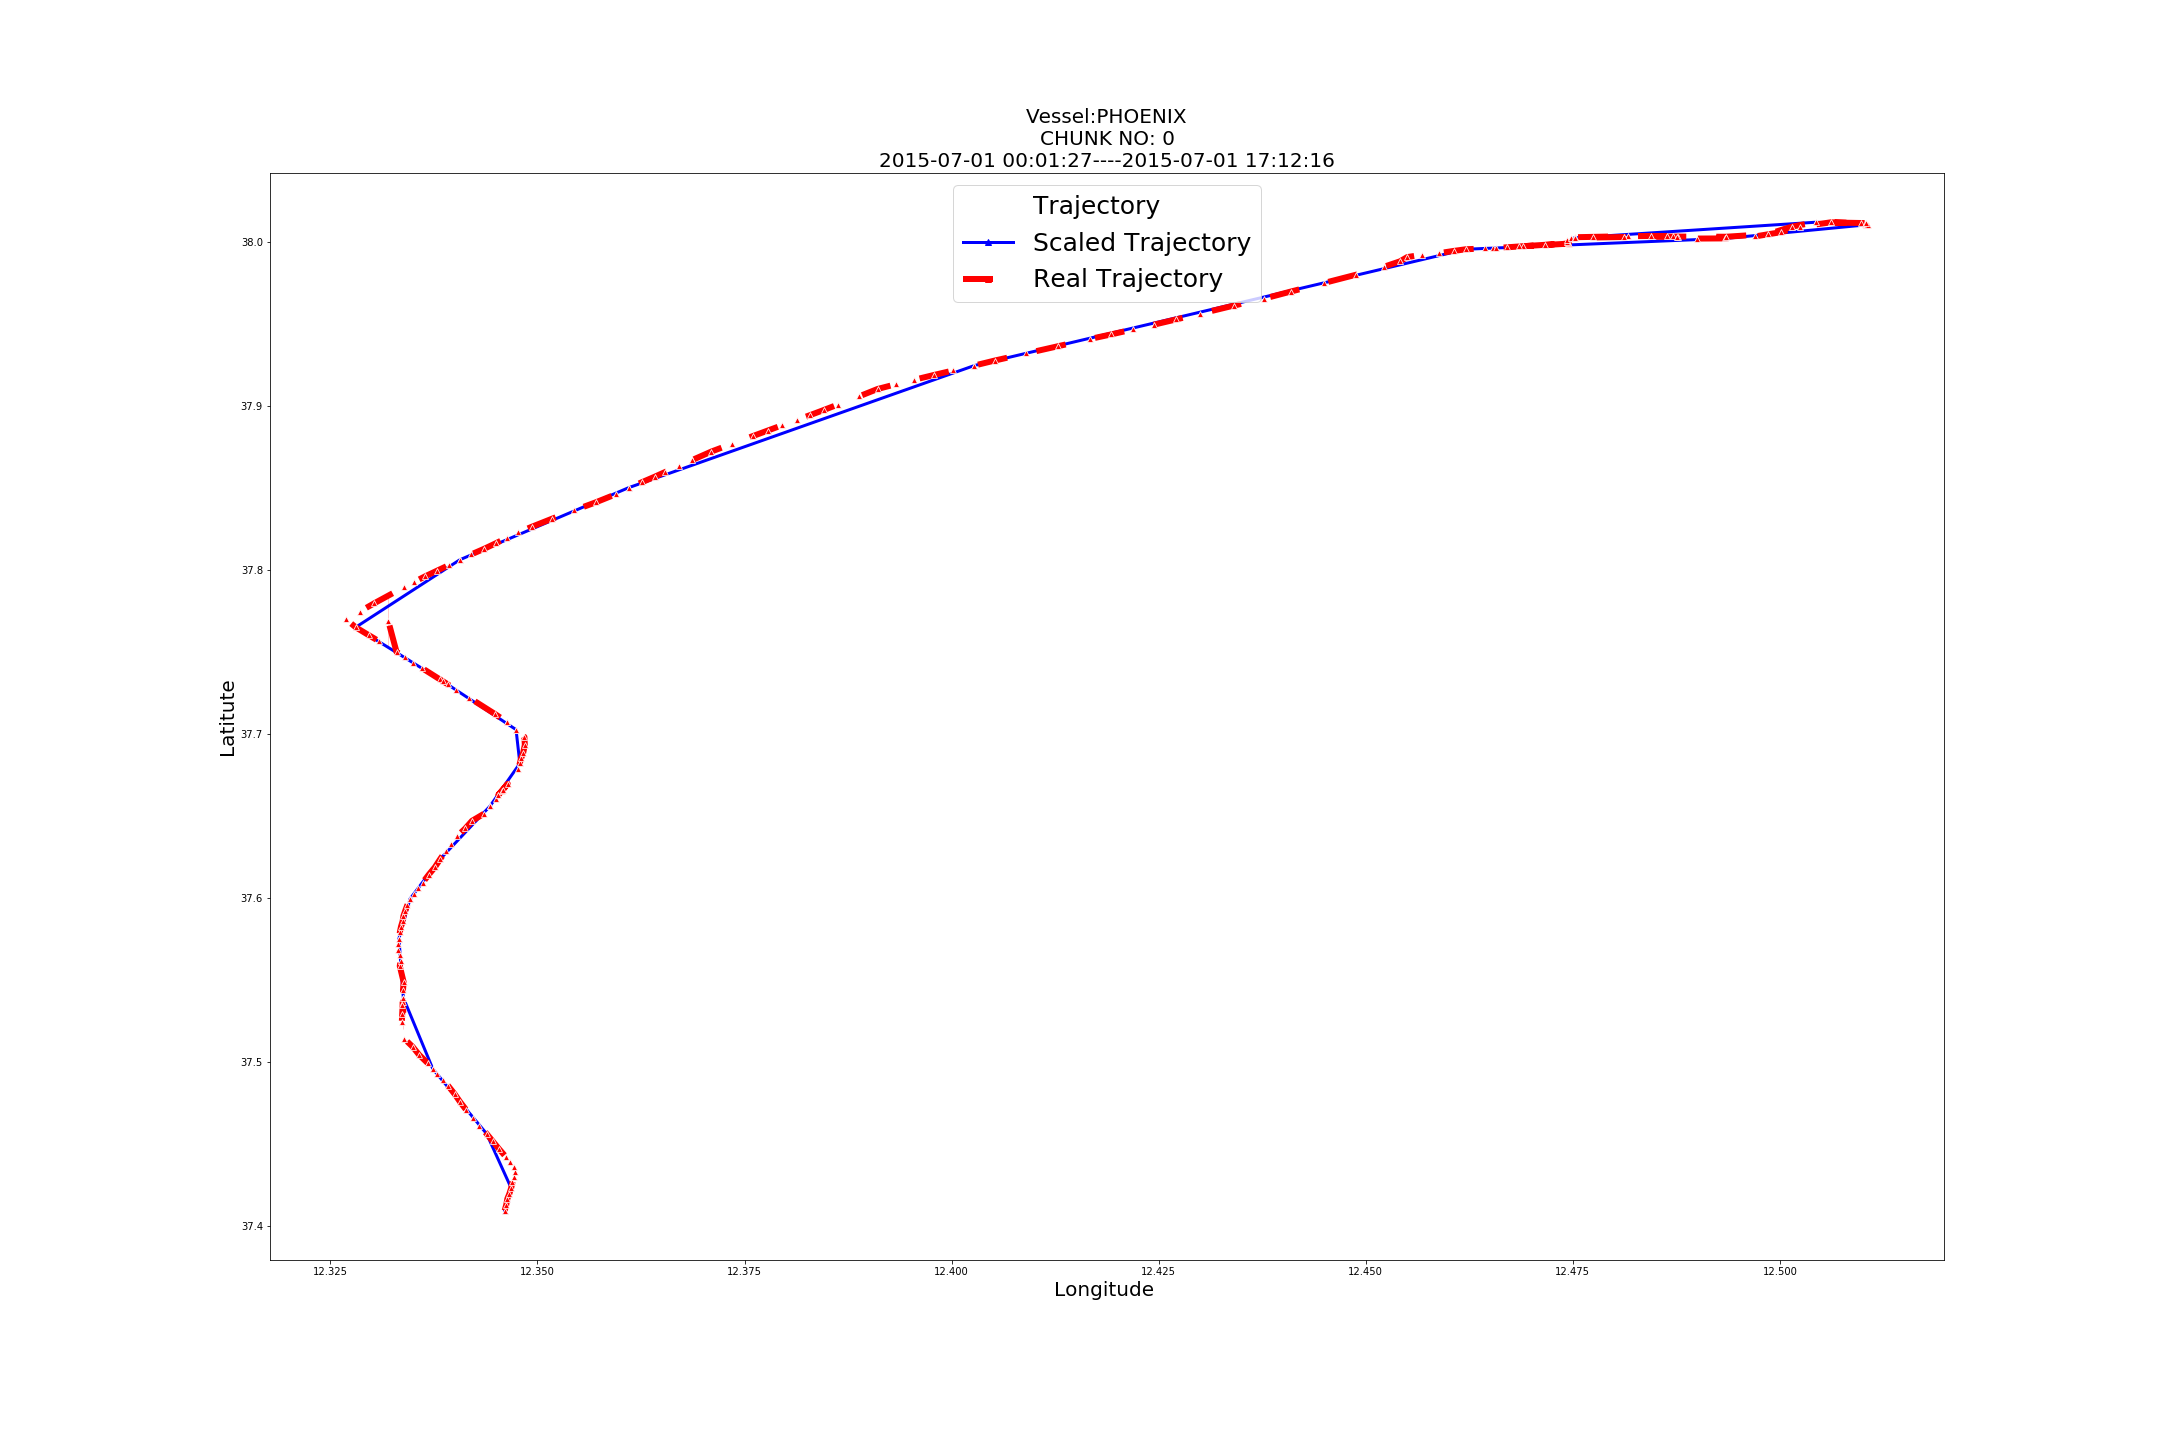 Vessel:PHOENIX
CHUNK NO: 0
2015-07-01 00:01:27----2015-07-01 17:12:16
Trajectory
Scaled Trajectory
Real Trajectory
38.0
37.9
37.8
37.7
37.6
37.5
37.4
Latitute
12.325 12.350 12.375 12.400 12.425 12.450 12.475 12.500
Longitude